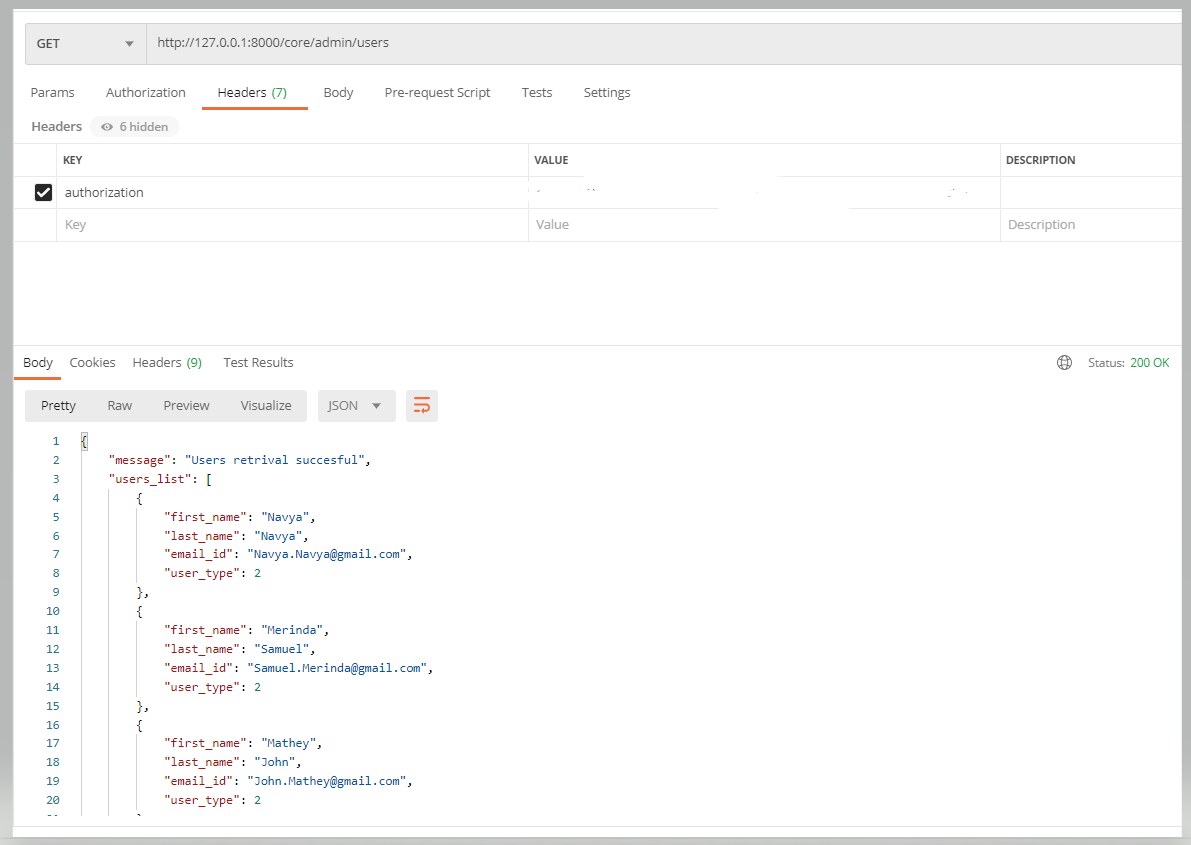 GET http://127.0.0.1:8000/core/admin/users
Params Authorization Headers (7) Body Pre-request Script Tests Settings
Headers 6 hidden
KEY VALUE DESCRIPTION
authorization
Key Value Description
Body Cookies Headers (9) Test Results Status: 200 OK
Pretty Raw Preview Visualize JSON
1 {
2 "message": "Users retrival succesful",
3 "users_list": [
4 {
5 "first_name": "Navya",
6 "last_name": "Navya",
7 "email_id": "Navya.Navya@gmail.com",
8 "user_type": 2
9 },
10 {
11 "first_name": "Merinda",
12 "last_name": "Samuel",
13 "email_id": "Samuel.Merinda@gmail.com",
14 "user_type": 2
15 },
16 {
17 "first_name": "Mathey",
18 "last_name": "John",
19 "email_id": "John.Mathey@gmail.com",
20 "user_type": 2